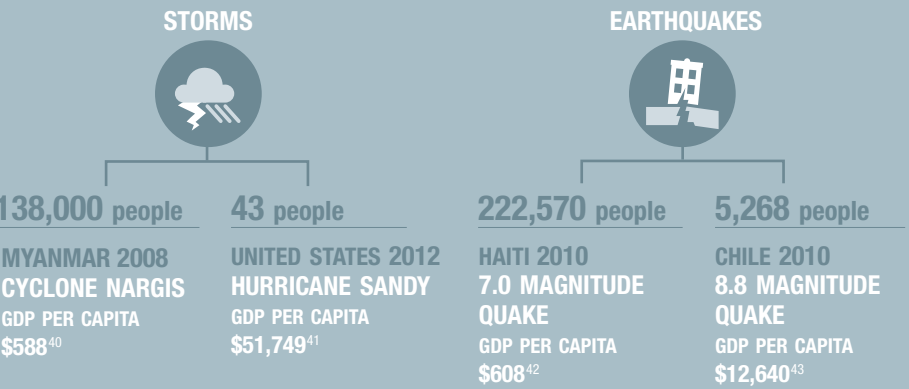 STORMS
138,000 people
MYANMAR 2008
CYCLONE NARGIS
GDP PER CAPITA
$588⁴⁰
43 people
UNITED STATES 2012
HURRICANE SANDY
GDP PER CAPITA
$51,749⁴¹
EARTHQUAKES
222,570 people
HAITI 2010
7.0 MAGNITUDE
QUAKE
GDP PER CAPITA
$608⁴²
5,268 people
CHILE 2010
8.8 MAGNITUDE
QUAKE
GDP PER CAPITA
$12,640⁴³